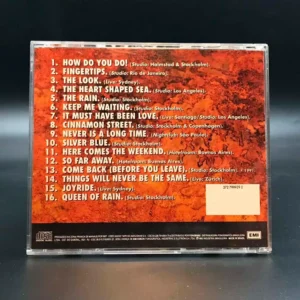 1. HOW DO YOU DO! (Studio: Halmstad & Stockholm).
2. FINGERTIPS. (Studio: Rio de Janeiro).
3. THE LOOK. (Live: Sydney).
4. THE HEART SHAPED SEA. (Studio: Los Angeles).
5. THE RAIN. (Studio: Stockholm).
6. KEEP ME WAITING. (Studio: Stockholm).
7. IT MUST HAVE BEEN LOVE. (Live: Santiago; Studio: Los Angeles).
8. CINNAMON STREET. (Studio: Stockholm & Copenhagen).
9. NEVER IS A LONG TIME. (Nightclub: Sao Paulo).
10. SILVER BLUE. (Studio: Stockholm).
11. HERE COMES THE WEEKEND. (Hotelroom: Buenos Aires).
12. SO FAR AWAY. (Hotelroom: Buenos Aires).
13. COME BACK (BEFORE YOU LEAVE). (Studio: Stockholm).
14. THINGS WILL NEVER BE THE SAME. (Live: Zürich).
15. JOYRIDE. (Live: Sydney).
16. QUEEN OF RAIN. (Studio: Stockholm).
EMI